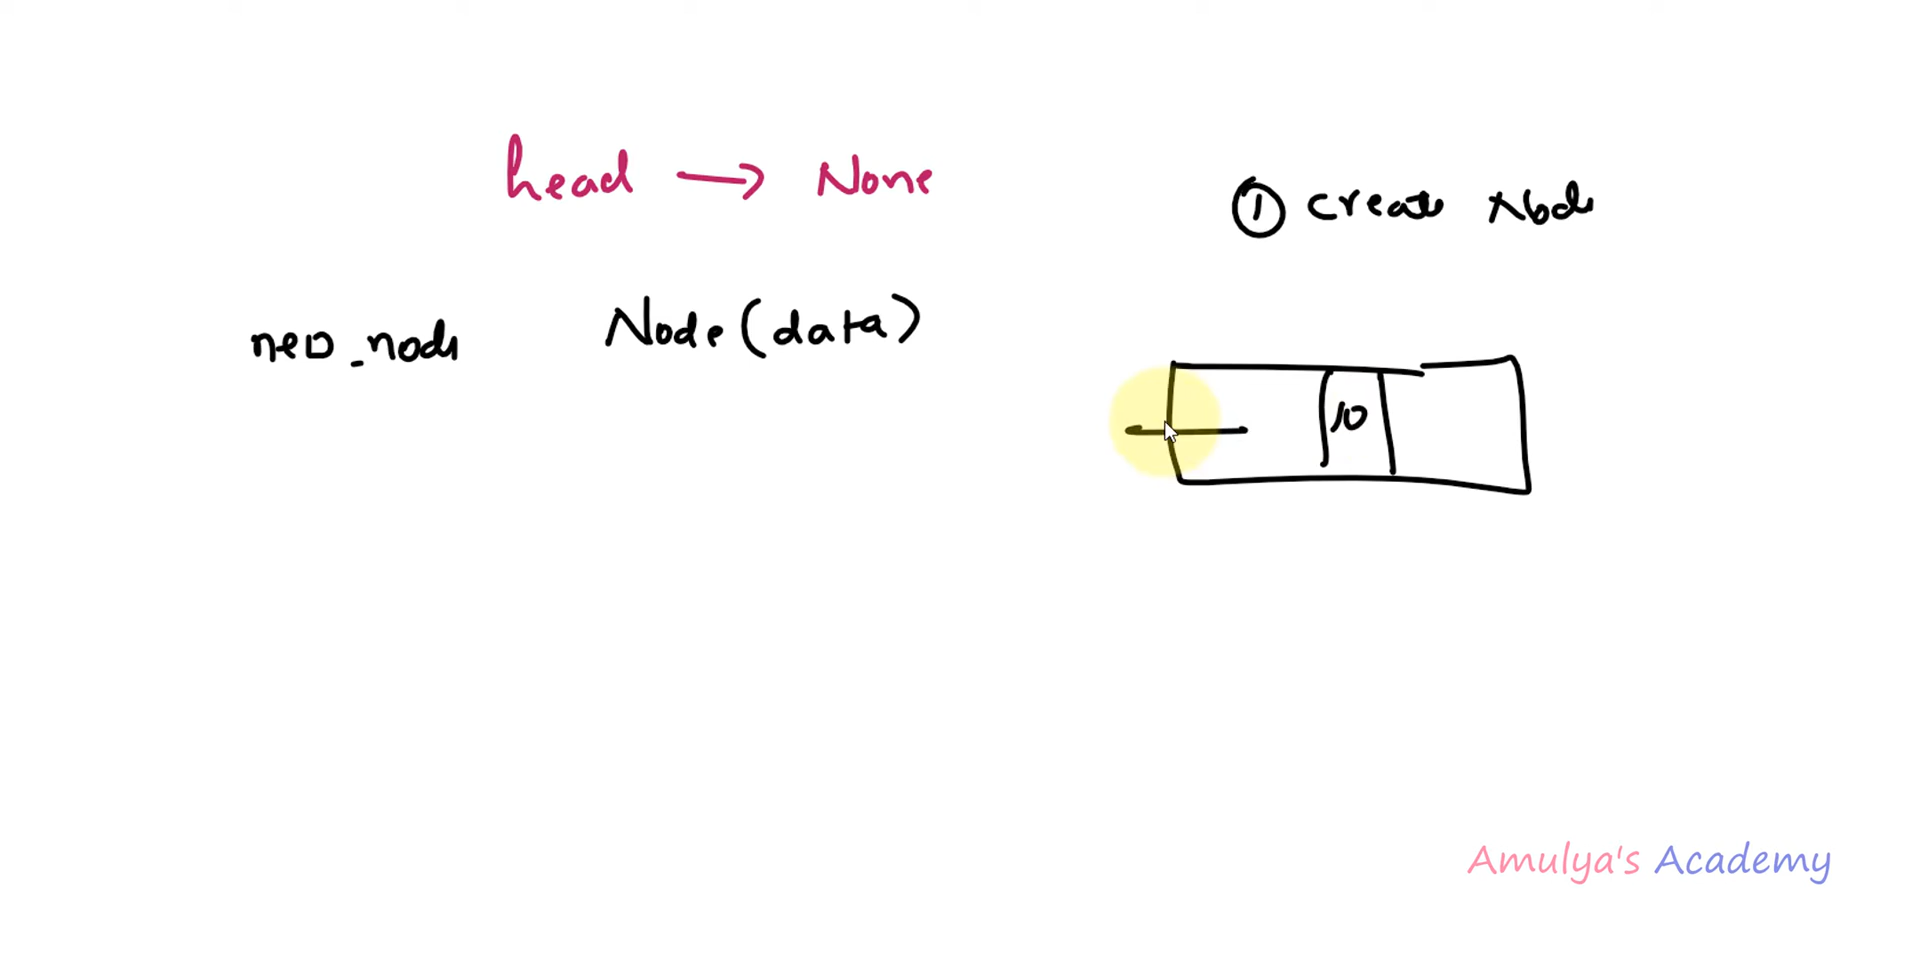 head → None
① create Node
new_node Node(data)
10
Amulya's Academy